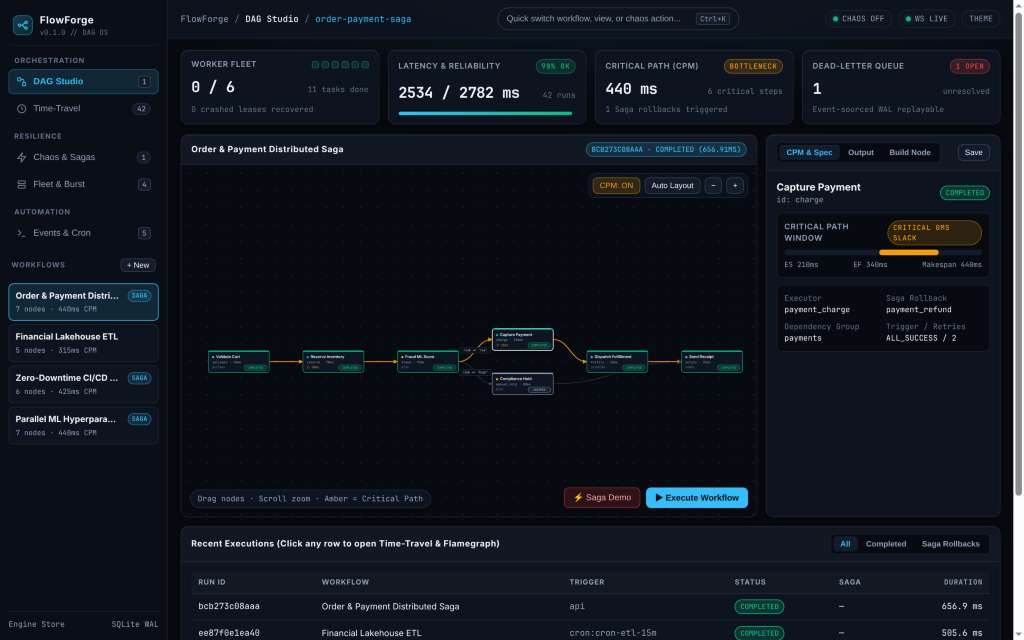 FlowForge
v0.1.0 // DAG OS
ORCHESTRATION
DAG Studio 1
Time-Travel 42
RESILIENCE
Chaos & Sagas 1
Fleet & Burst 4
AUTOMATION
Events & Cron 5
WORKFLOWS + New
Order & Payment Distri... SAGA
7 nodes · 440ms CPM
Financial Lakehouse ETL
5 nodes · 315ms CPM
Zero-Downtime CI/CD ... SAGA
6 nodes · 425ms CPM
Parallel ML Hyperpara... SAGA
7 nodes · 440ms CPM
Engine Store SQLite WAL
FlowForge / DAG Studio / order-payment-saga
Quick switch workflow, view, or chaos action... Ctrl+K
CHAOS OFF WS LIVE THEME
WORKER FLEET
0 / 6 11 tasks done
0 crashed leases recovered
LATENCY & RELIABILITY 98% OK
2534 / 2782 ms 42 runs
CRITICAL PATH (CPM) BOTTLENECK
440 ms 6 critical steps
1 Saga rollbacks triggered
DEAD-LETTER QUEUE 1 OPEN
1 unresolved
Event-sourced WAL replayable
Order & Payment Distributed Saga BCB273C08AAA · COMPLETED (656.91MS)
CPM: ON Auto Layout − +
Validate Cart
COMPLETED
Reserve Inventory
COMPLETED
Fraud ML Score
COMPLETED
Capture Payment
COMPLETED
Compliance Hold
Dispatch Fulfillment
COMPLETED
Send Receipt
COMPLETED
Drag nodes · Scroll zoom · Amber = Critical Path
⚡ Saga Demo ▶ Execute Workflow
CPM & Spec Output Build Node Save
Capture Payment COMPLETED
id: charge
CRITICAL PATH WINDOW CRITICAL 0MS SLACK
ES 210ms EF 340ms Makespan 440ms
Executor Saga Rollback
payment_charge payment_refund
Dependency Group Trigger / Retries
payments ALL_SUCCESS / 2
Recent Executions (Click any row to open Time-Travel & Flamegraph) All Completed Saga Rollbacks
RUN ID WORKFLOW TRIGGER STATUS SAGA DURATION
bcb273c08aaa Order & Payment Distributed Saga api COMPLETED — 656.9 ms
ee87f0e1ea40 Financial Lakehouse ETL cron:cron-etl-15m COMPLETED — 505.6 ms